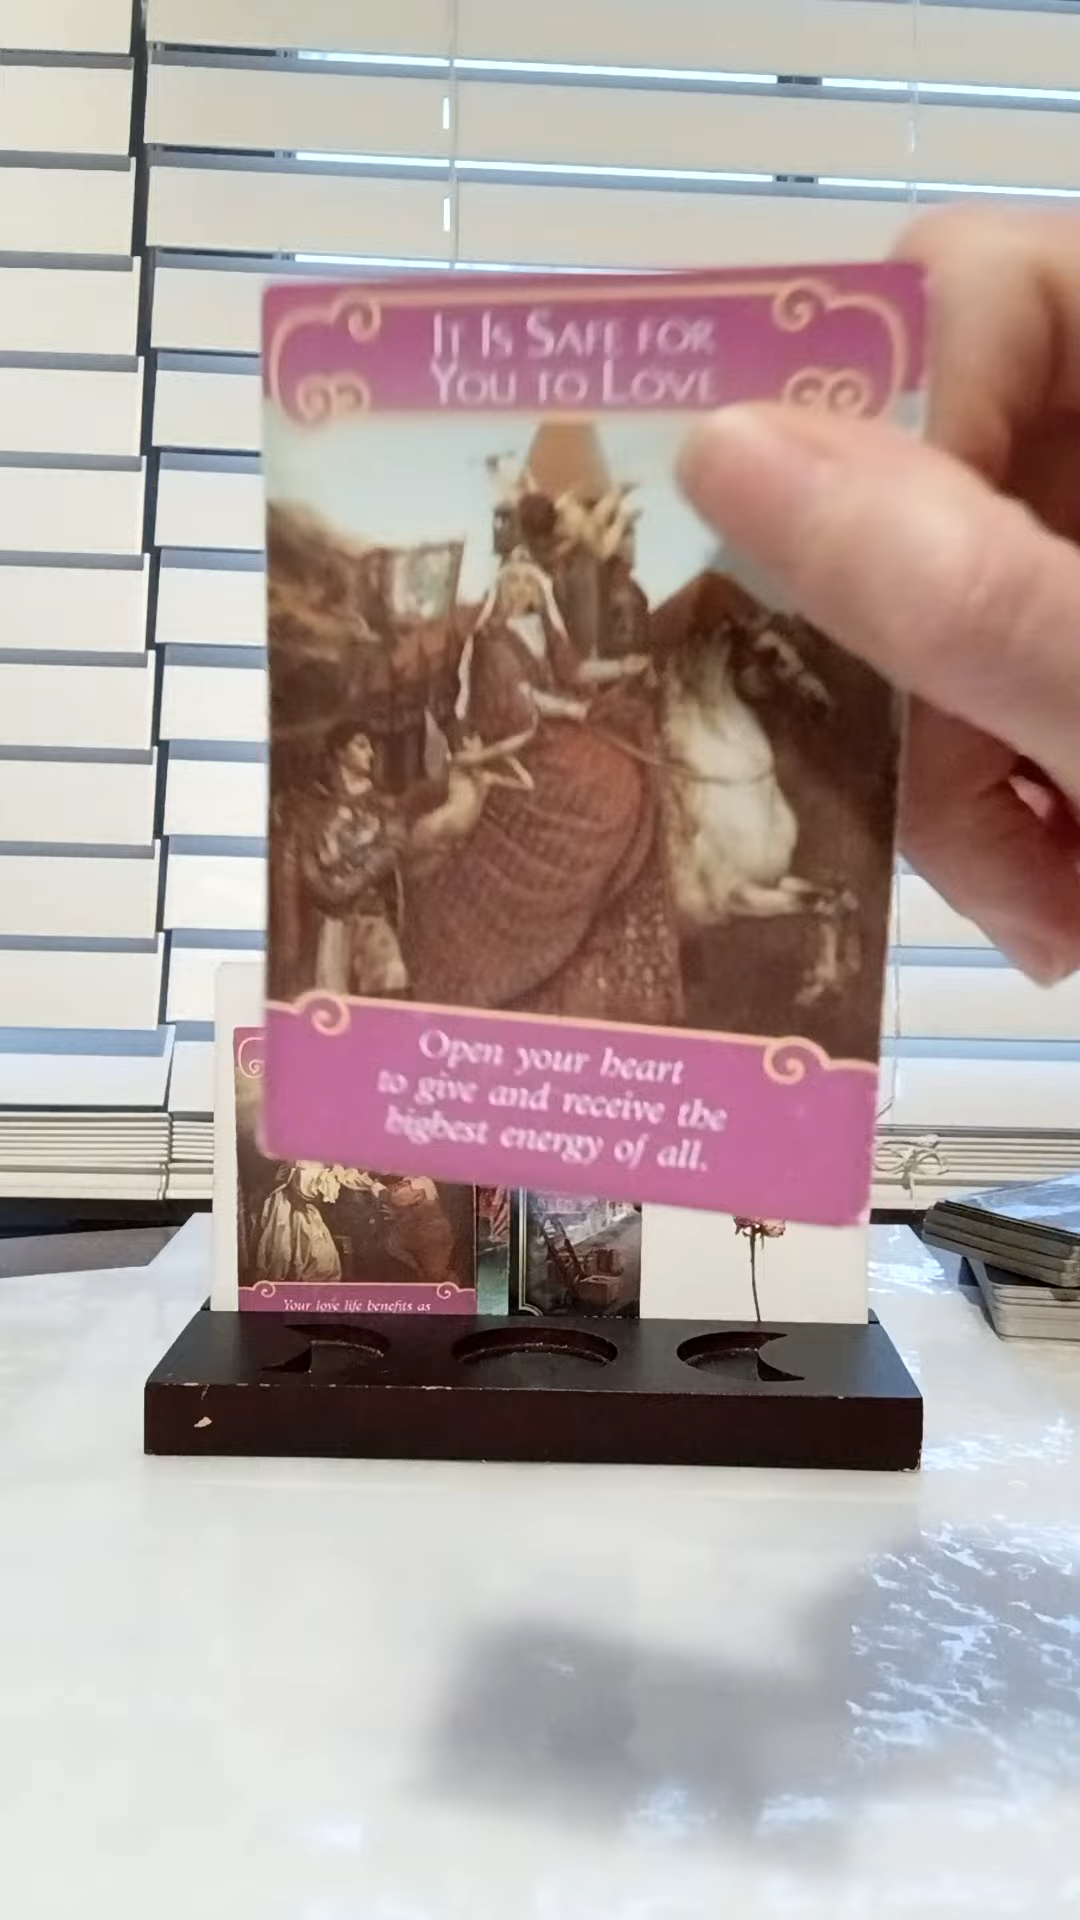 It Is Safe for
You to Love
Open your heart
to give and receive the
highest energy of all.
Your love life benefits as